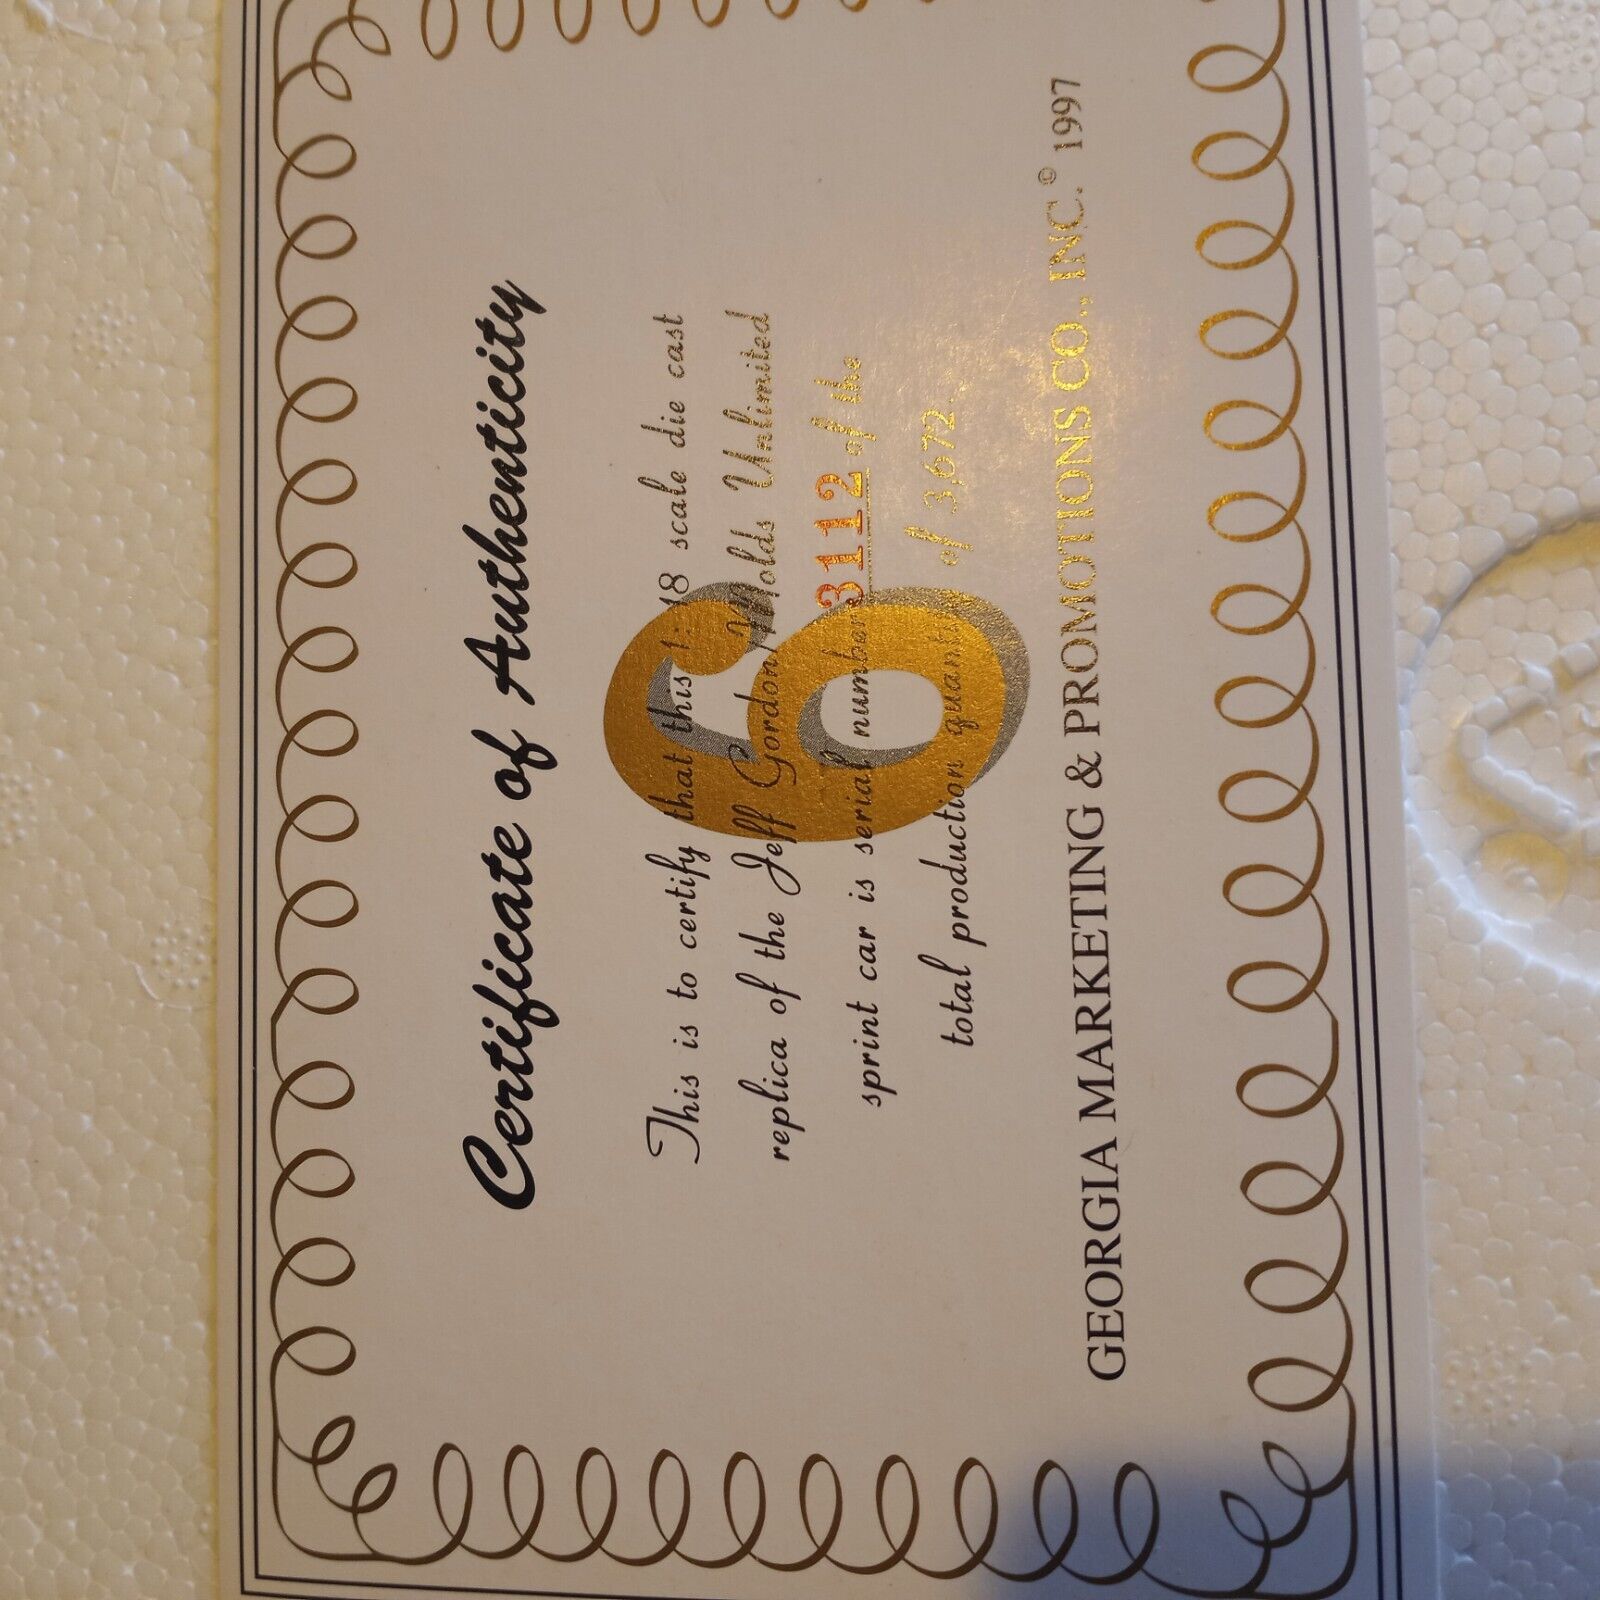 Certificate of Authenticity
This is to certify that this 1:18 scale die cast
replica of the Jeff Gordon/Molds Unlimited
sprint car is serial number 3112 of the
total production quantity of 3,672.
6
GEORGIA MARKETING & PROMOTIONS CO., INC.© 1997